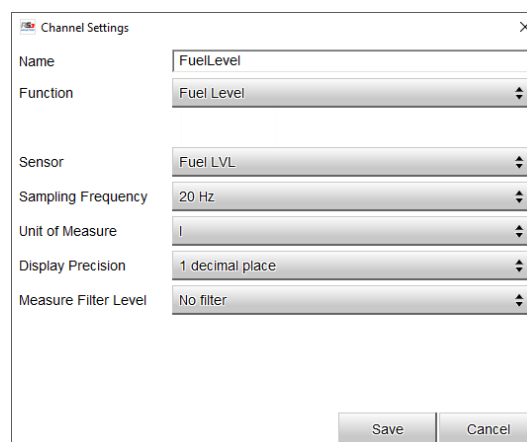 Channel Settings
Name FuelLevel
Function Fuel Level
Sensor Fuel LVL
Sampling Frequency 20 Hz
Unit of Measure l
Display Precision 1 decimal place
Measure Filter Level No filter
Save Cancel